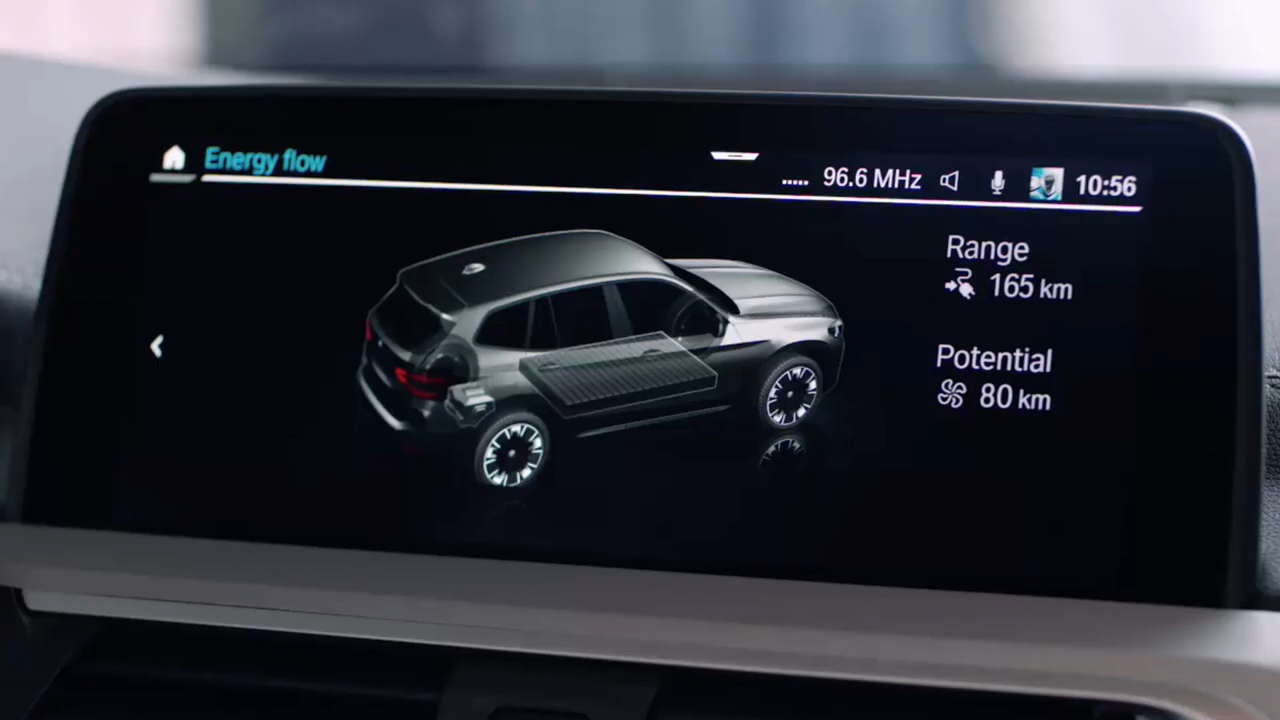 Energy flow
..... 96.6 MHz 10:56
Range
165 km
Potential
80 km